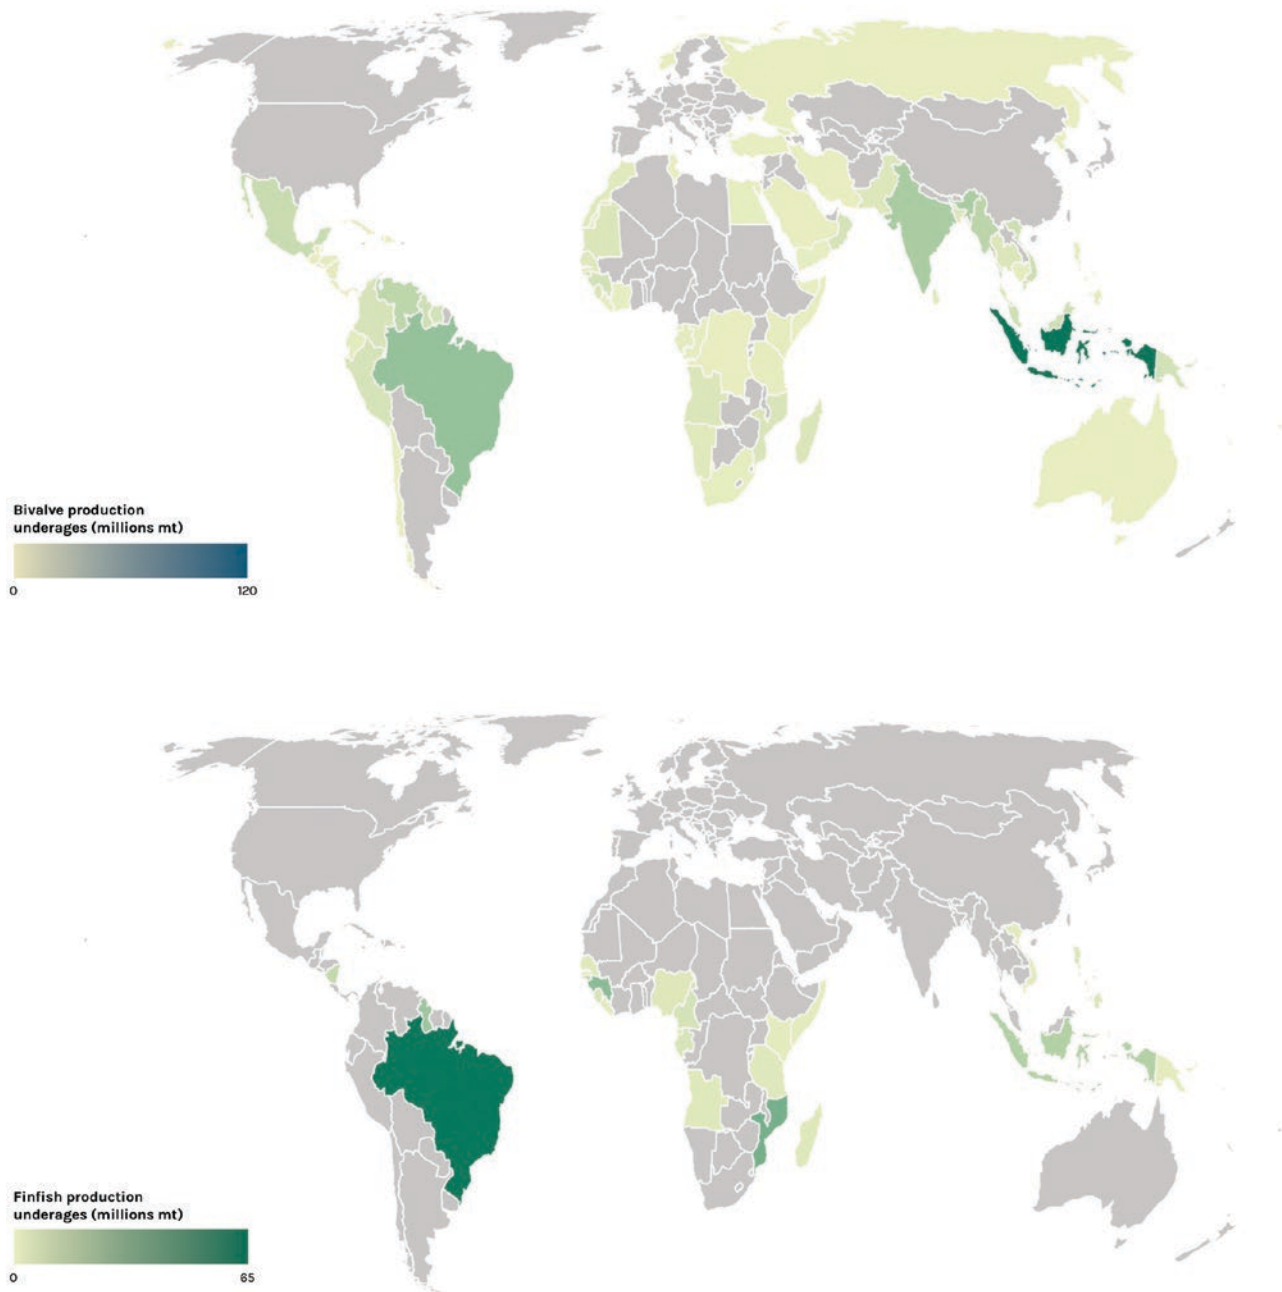 Bivalve production
underages (millions mt)
0 120
Finfish production
underages (millions mt)
0 65